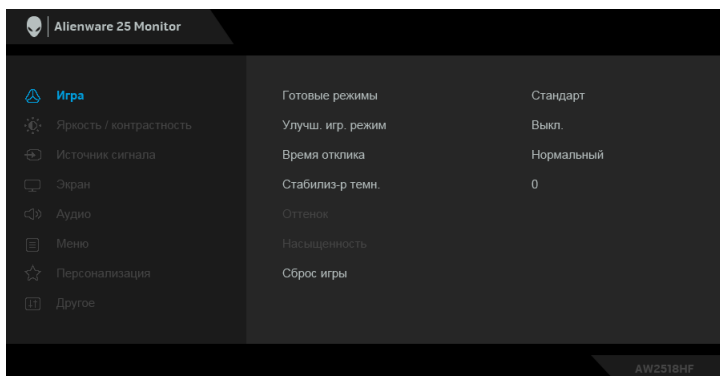 Alienware 25 Monitor
Игра
Готовые режимы Стандарт
Яркость / контрастность
Улучш. игр. режим Выкл.
Источник сигнала
Время отклика Нормальный
Экран
Стабилиз-р темн. 0
Аудио
Оттенок
Меню
Насыщенность
Персонализация
Сброс игры
Другое
AW2518HF